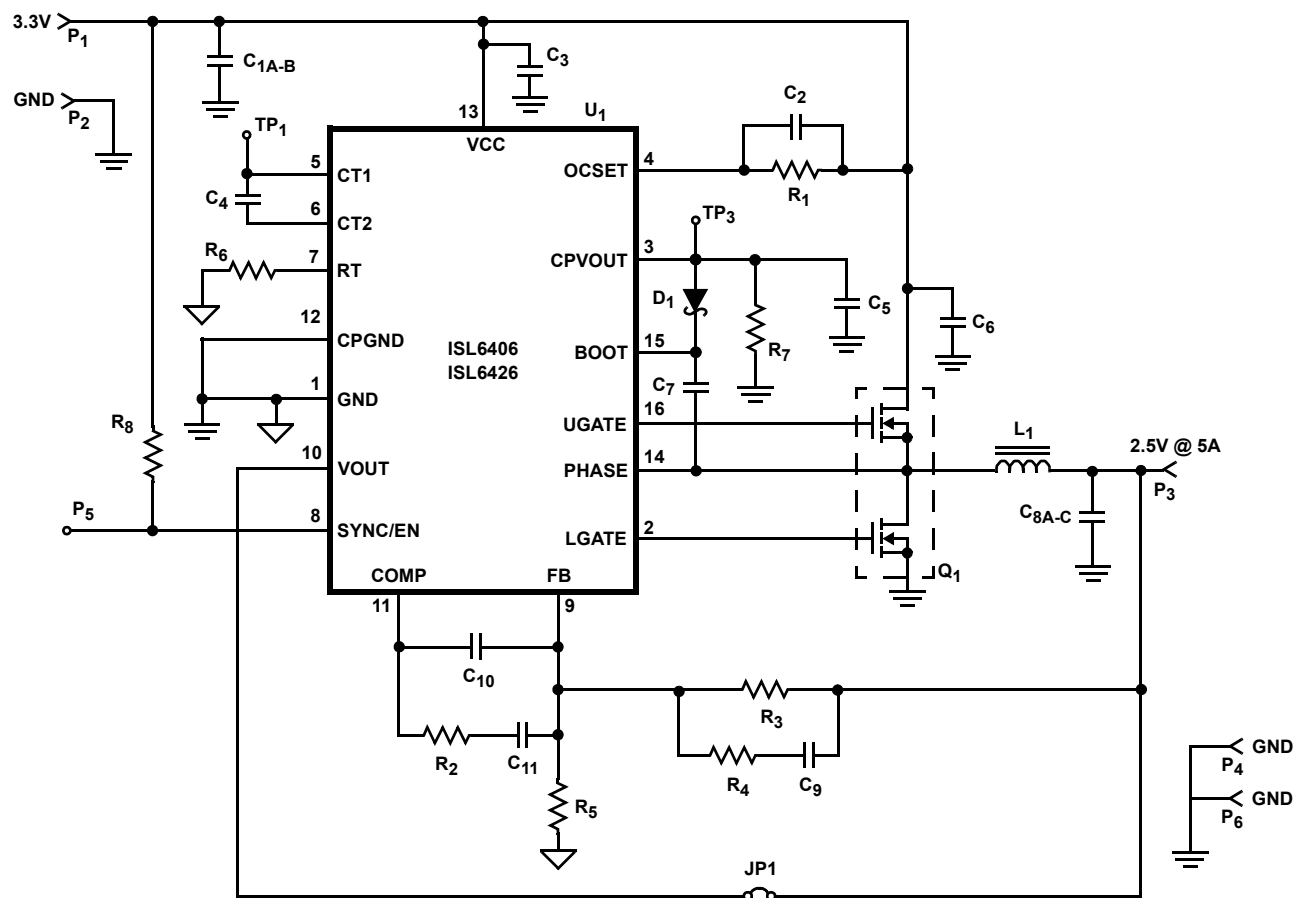 3.3V
P1
C1A-B
C3
GND
P2
13
U1
C2
TP1
VCC
5
CT1
OCSET
4
R1
C4
6
CT2
TP3
R6
7
RT
CPVOUT
3
D1
C5
12
CPGND
ISL6406
ISL6426
BOOT
15
R7
C6
1
GND
C7
R8
UGATE
16
L1
10
VOUT
PHASE
14
2.5V @ 5A
P3
P5
8
SYNC/EN
LGATE
2
C8A-C
COMP
FB
Q1
11
9
C10
R3
R2
C11
R4
C9
GND
P4
R5
GND
P6
JP1